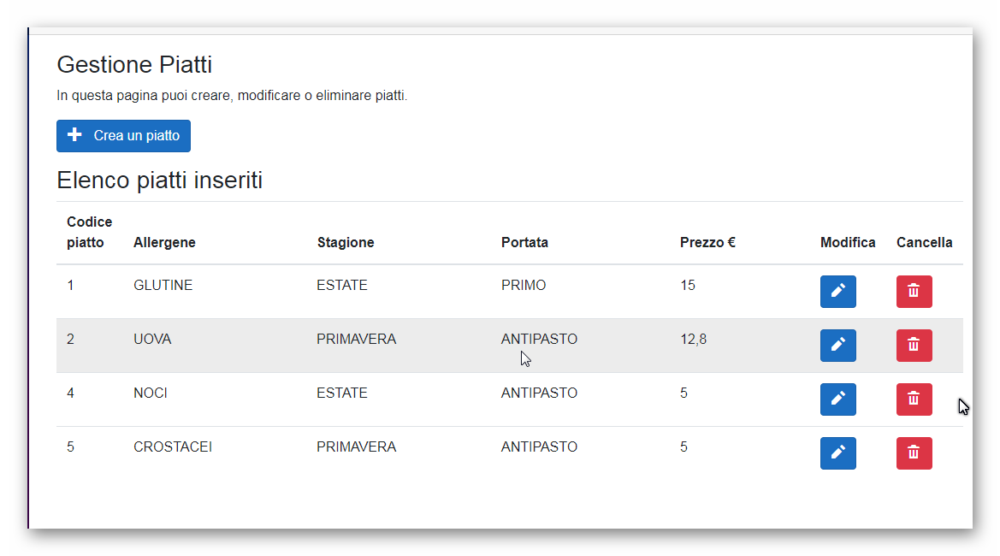 Gestione Piatti
In questa pagina puoi creare, modificare o eliminare piatti.
Crea un piatto
Elenco piatti inseriti
Codice piatto Allergene Stagione Portata Prezzo € Modifica Cancella
1 GLUTINE ESTATE PRIMO 15
2 UOVA PRIMAVERA ANTIPASTO 12,8
4 NOCI ESTATE ANTIPASTO 5
5 CROSTACEI PRIMAVERA ANTIPASTO 5